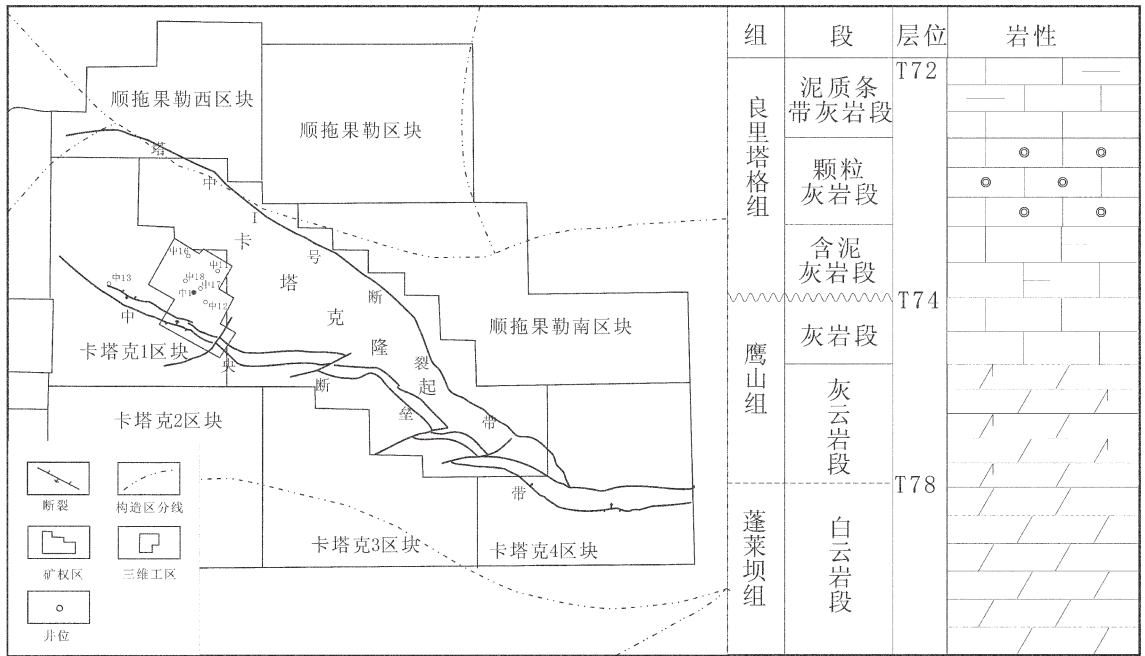 顺拖果勒西区块
顺拖果勒区块
塔
中
I
号
断
裂
带
卡
塔
克
隆
起
中16
中11
中18
中17
中1
中12
中13
中
央
断
垒
带
顺拖果勒南区块
卡塔克1区块
卡塔克2区块
卡塔克3区块
卡塔克4区块
断裂
构造区分线
矿权区
三维工区
井位
组 段 层位 岩性
良里塔格组
泥质条
带灰岩段
颗粒
灰岩段
含泥
灰岩段
鹰山组
灰岩段
灰云岩段
蓬莱坝组
白云岩段
T72
T74
T78